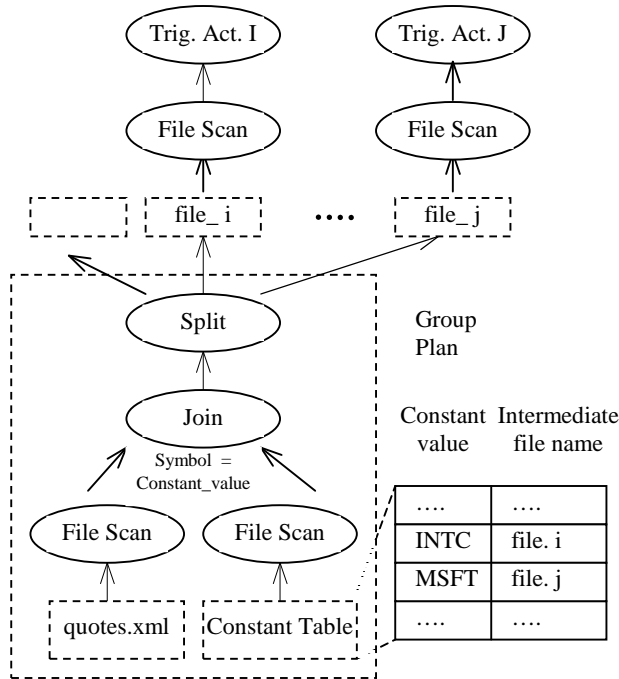 Trig. Act. I
Trig. Act. J
File Scan
File Scan
file_ i
....
file_ j
Split
Group
Plan
Join
Symbol =
Constant_value
Constant
value
Intermediate
file name
File Scan
File Scan
quotes.xml
Constant Table
.... ....
INTC file. i
MSFT file. j
.... ....